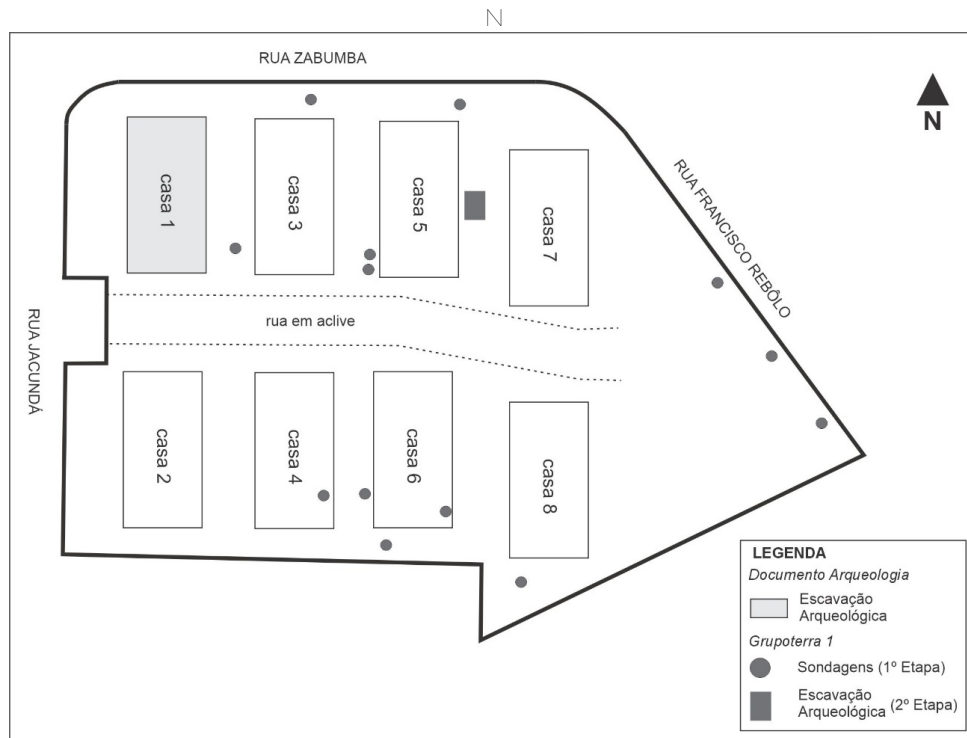 N
RUA ZABUMBA
N
RUA FRANCISCO REBÔLO
casa 1
casa 3
casa 5
casa 7
rua em aclive
RUA JACUNDÁ
casa 2
casa 4
casa 6
casa 8
LEGENDA
Documento Arqueologia
Escavação
Arqueológica
Grupoterra 1
Sondagens (1º Etapa)
Escavação
Arqueológica (2º Etapa)